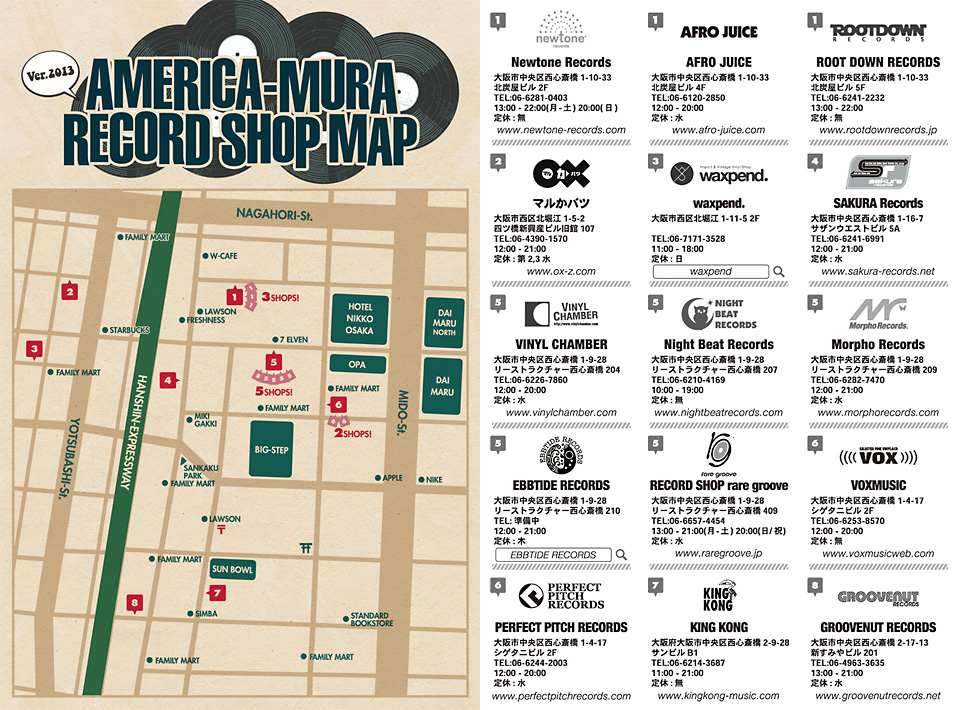 Ver.2013
AMERICA-MURA
RECORD SHOP MAP
NAGAHORI-St.
FAMILY MART
W-CAFE
2
1
3SHOPS!
LAWSON
FRESHNESS
HOTEL
NIKKO
OSAKA
DAI
MARU
NORTH
STARBUCKS
7 ELVEN
3
FAMILY MART
4
5
5SHOPS!
OPA
FAMILY MART
DAI
MARU
HANSHIN-EXPRESSWAY
MIDO-St.
YOTSUBASHI-St.
FAMILY MART
6
2SHOPS!
MIKI
GAKKI
BIG-STEP
SANKAKU
PARK
FAMILY MART
APPLE
NIKE
LAWSON
FAMILY MART
SUN BOWL
7
8
SIMBA
STANDARD
BOOKSTORE
FAMILY MART
FAMILY MART
1
newtone
records
Newtone Records
大阪市中央区西心斎橋 1-10-33
北炭屋ビル 2F
TEL:06-6281-0403
13:00 - 22:00(月-土) 20:00(日)
定休 : 無
www.newtone-records.com
1
AFRO JUICE
AFRO JUICE
大阪市中央区西心斎橋 1-10-33
北炭屋ビル 4F
TEL:06-6120-2850
12:00 - 20:00
定休 : 水
www.afro-juice.com
1
ROOTDOWN
RECORDS
ROOT DOWN RECORDS
大阪市中央区西心斎橋 1-10-33
北炭屋ビル 5F
TEL:06-6241-2232
13:00 - 22:00
定休 : 無
www.rootdownrecords.jp
2
マル か バツ
マルかバツ
大阪市西区北堀江 1-5-2
四ツ橋新興産ビル旧館 107
TEL:06-4390-1570
12:00 - 21:00
定休 : 第 2,3 水
www.ox-z.com
3
Import & Vintage Vinyl Shop
waxpend.
waxpend.
大阪市西区北堀江 1-11-5 2F
TEL:06-7171-3528
11:00 - 18:00
定休 : 日
waxpend
4
sakura
SAKURA Records
大阪市中央区西心斎橋 1-16-7
サザンウエストビル 5A
TEL:06-6241-6991
12:00 - 21:00
定休 : 水
www.sakura-records.net
5
VINYL
CHAMBER
http://www.vinylchamber.com
VINYL CHAMBER
大阪市中央区西心斎橋 1-9-28
リーストラクチャー西心斎橋 204
TEL:06-6226-7860
12:00 - 20:00
定休 : 水
www.vinylchamber.com
5
NIGHT
BEAT
RECORDS
Night Beat Records
大阪市中央区西心斎橋 1-9-28
リーストラクチャー西心斎橋 207
TEL:06-6210-4169
10:00 - 19:00
定休 : 無
www.nightbeatrecords.com
5
Morpho Records.
Morpho Records
大阪市中央区西心斎橋 1-9-28
リーストラクチャー西心斎橋 209
TEL:06-6282-7470
12:00 - 21:00
定休 : 水
www.morphorecords.com
5
EBBTIDE RECORDS
EBBTIDE RECORDS
大阪市中央区西心斎橋 1-9-28
リーストラクチャー西心斎橋 210
TEL: 準備中
12:00 - 21:00
定休 : 木
EBBTIDE RECORDS
5
rare groove
RECORD SHOP rare groove
大阪市中央区西心斎橋 1-9-28
リーストラクチャー西心斎橋 409
TEL:06-6657-4454
13:00 - 21:00(月-土) 20:00(日/祝)
定休 : 水
www.raregroove.jp
6
VOX
VOXMUSIC
大阪市中央区西心斎橋 1-4-17
シゲタニビル 2F
TEL:06-6253-8570
12:00 - 20:00
定休 : 無
www.voxmusicweb.com
6
PERFECT
PITCH
RECORDS
PERFECT PITCH RECORDS
大阪市中央区西心斎橋 1-4-17
シゲタニビル 2F
TEL:06-6244-2003
12:00 - 20:00
定休 : 水
www.perfectpitchrecords.com
7
KING
KONG
KING KONG
大阪府大阪市中央区西心斎橋 2-9-28
サンビル B1
TEL:06-6214-3687
11:00 - 21:00
定休 : 無
www.kingkong-music.com
8
GROOVENUT
RECORDS
GROOVENUT RECORDS
大阪市中央区西心斎橋 2-17-13
新すみやビル 201
TEL:06-4963-3635
13:00 - 21:00
定休 : 水
www.groovenutrecords.net